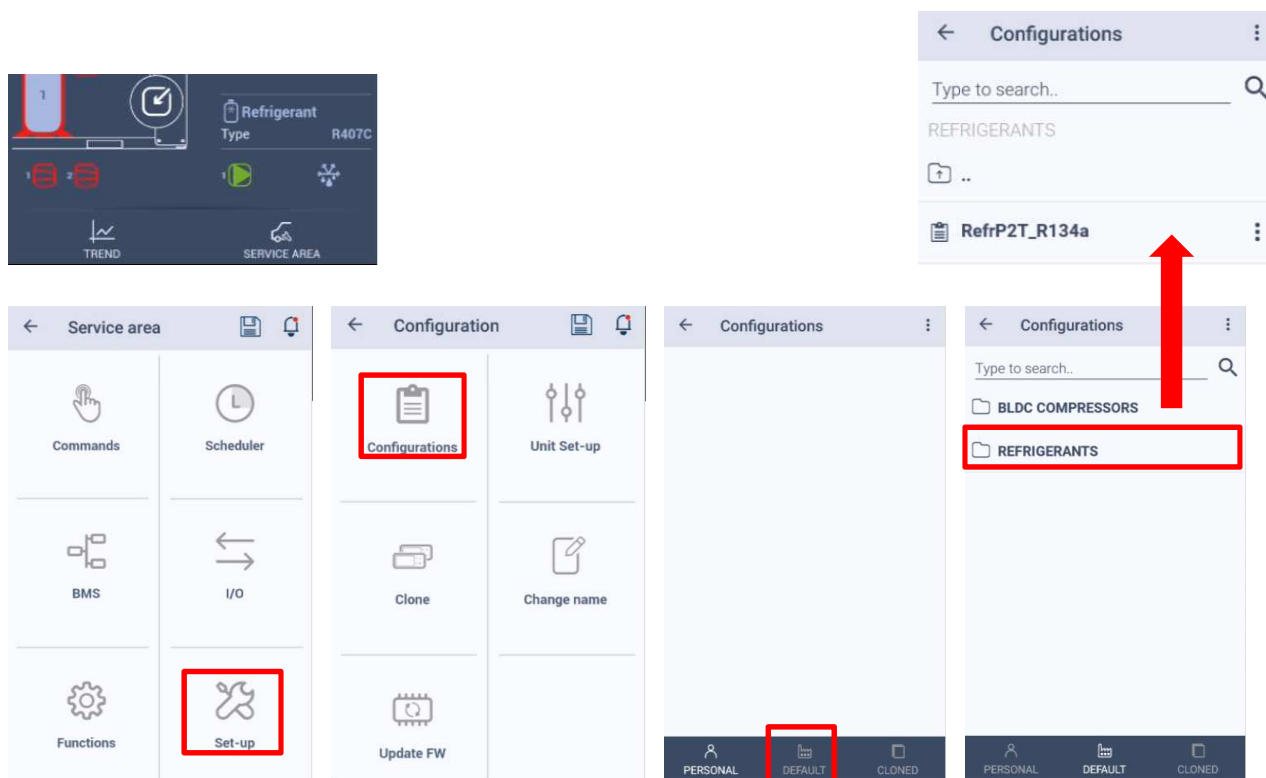 1
Refrigerant
Type R407C
1 2 1
TREND SERVICE AREA
Configurations
Type to search..
REFRIGERANTS
..
RefrP2T_R134a
Service area
Commands Scheduler
BMS I/O
Functions Set-up
Configuration
Configurations Unit Set-up
Clone Change name
Update FW
Configurations
PERSONAL DEFAULT CLONED
Configurations
Type to search..
BLDC COMPRESSORS
REFRIGERANTS
PERSONAL DEFAULT CLONED